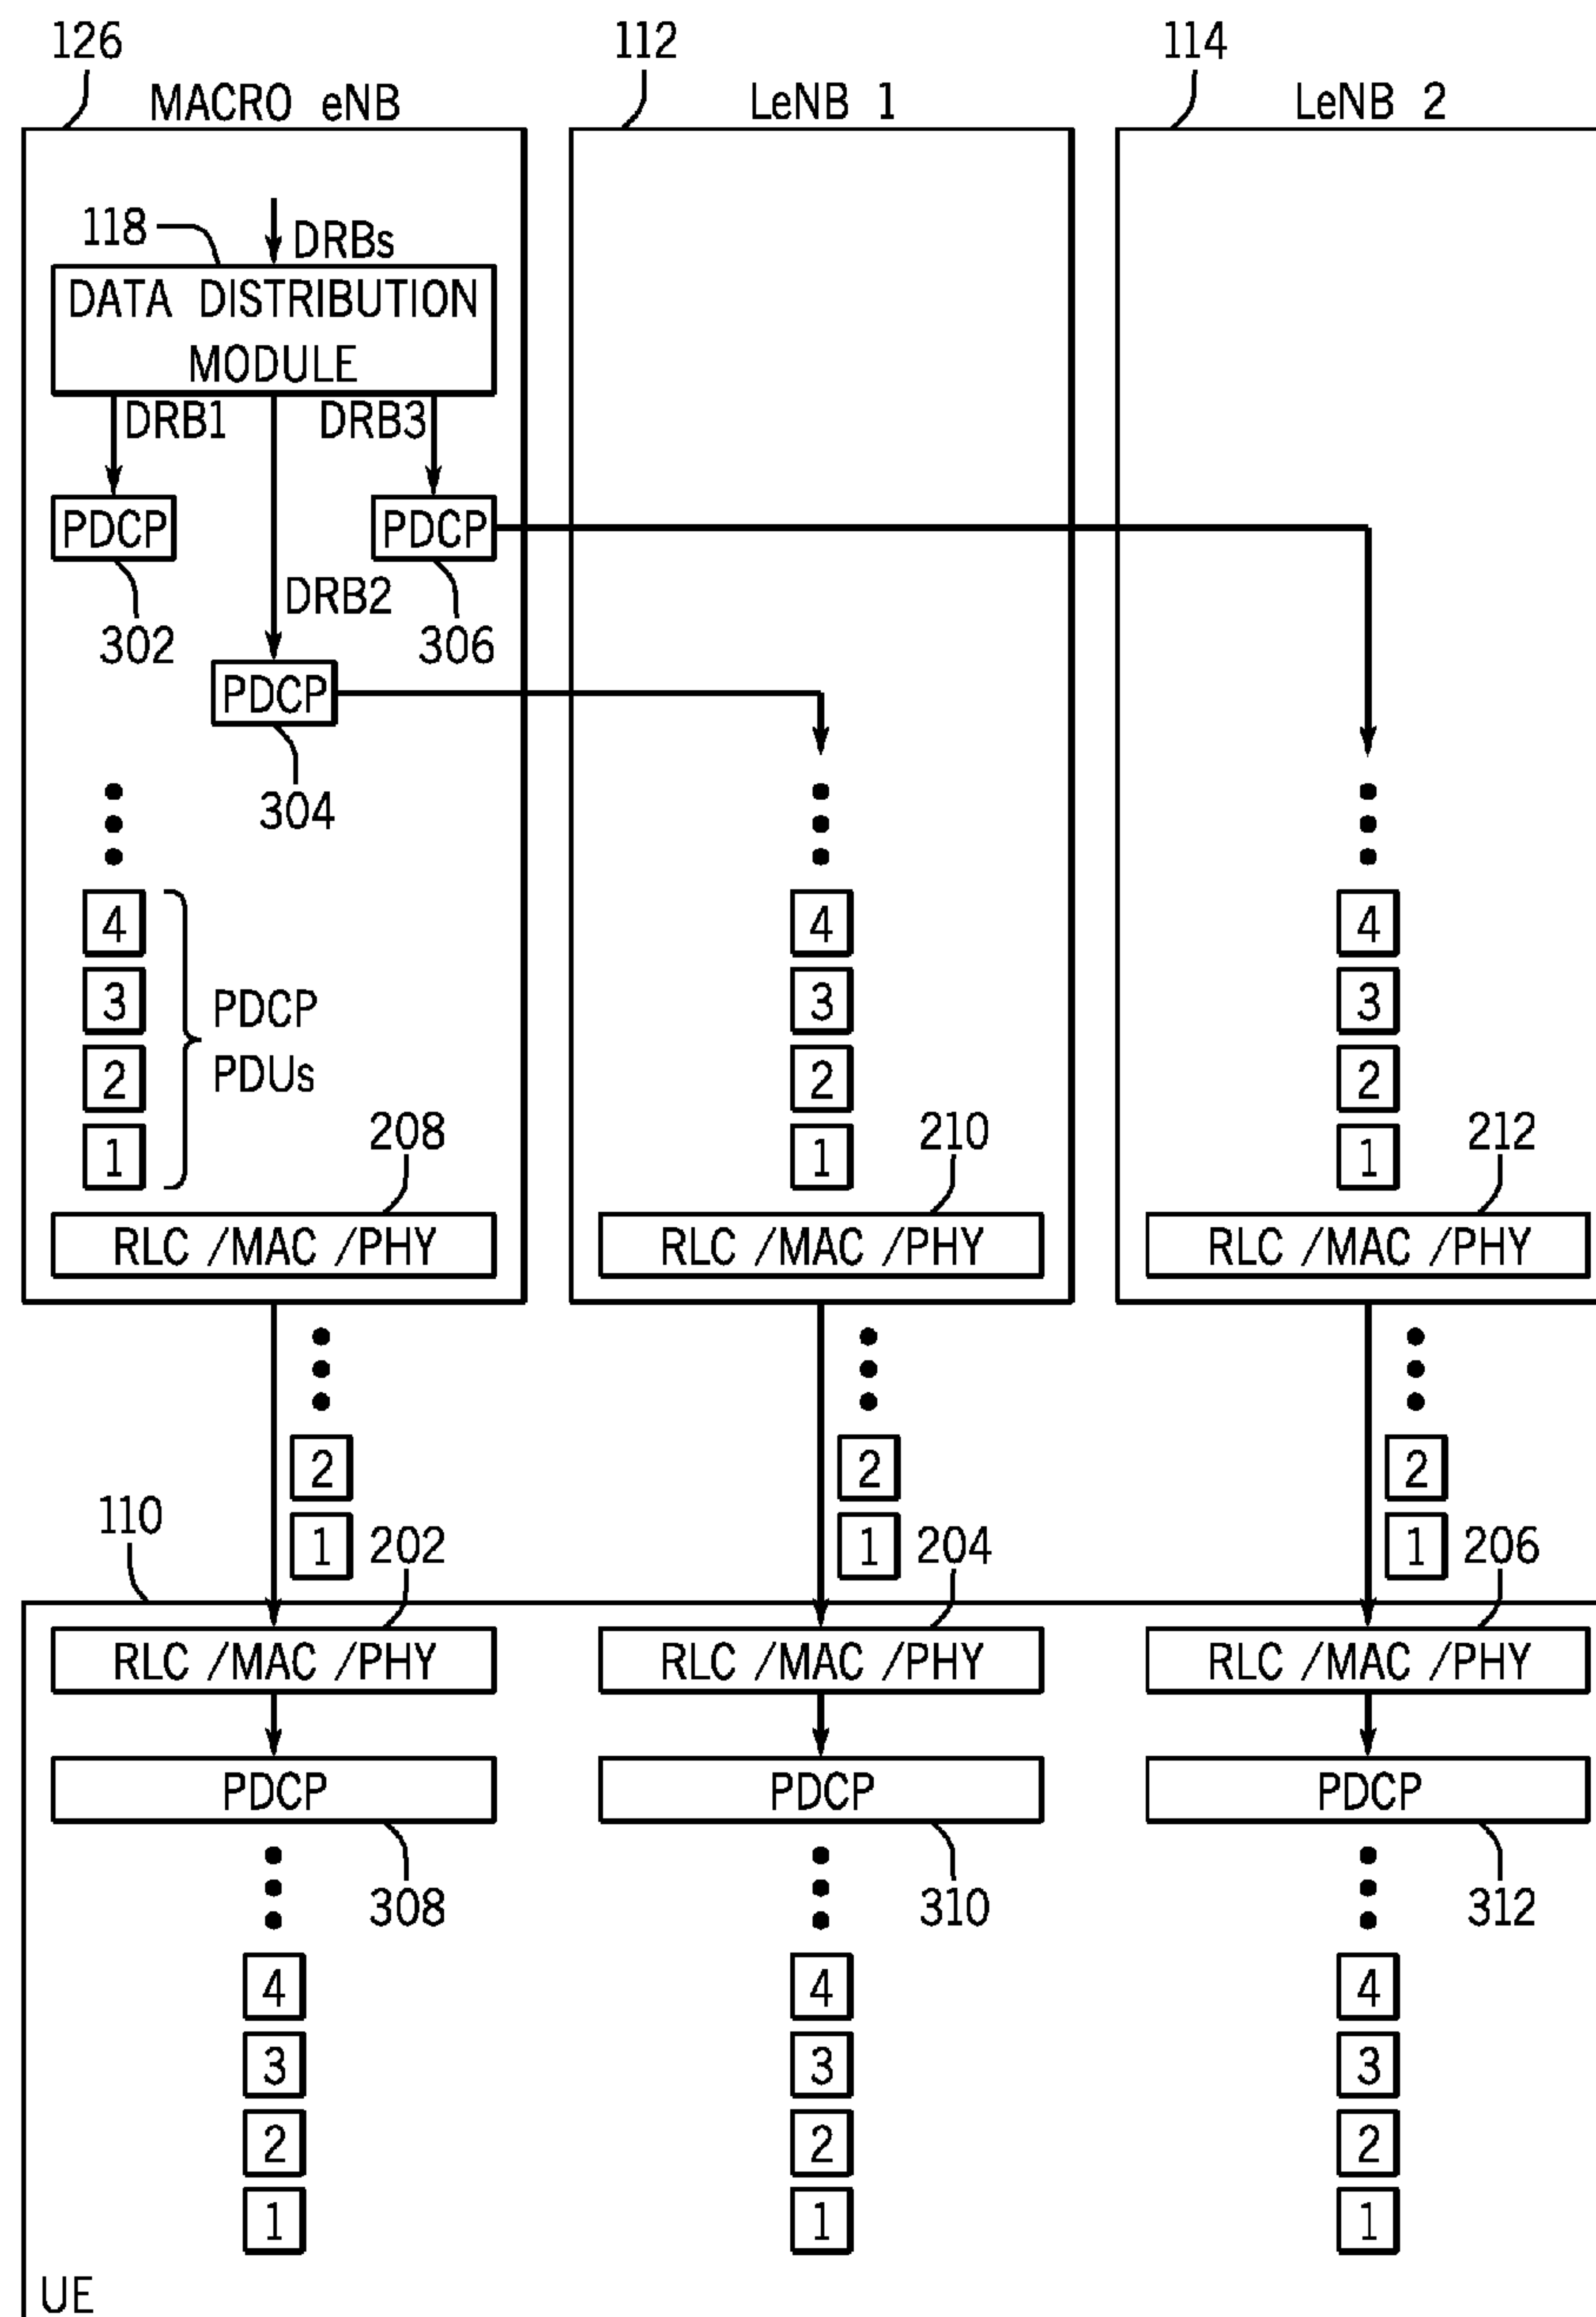 126
112
114
MACRO eNB
LeNB 1
LeNB 2
118
DRBs
DATA DISTRIBUTION
MODULE
DRB1
DRB3
PDCP
PDCP
DRB2
302
306
PDCP
304
4
4
4
3
3
3
PDCP
PDUs
2
2
2
208
210
212
1
1
1
RLC /MAC /PHY
RLC /MAC /PHY
RLC /MAC /PHY
2
2
2
110
1
202
1
204
1
206
RLC /MAC /PHY
RLC /MAC /PHY
RLC /MAC /PHY
PDCP
PDCP
PDCP
308
310
312
4
4
4
3
3
3
2
2
2
1
1
1
UE